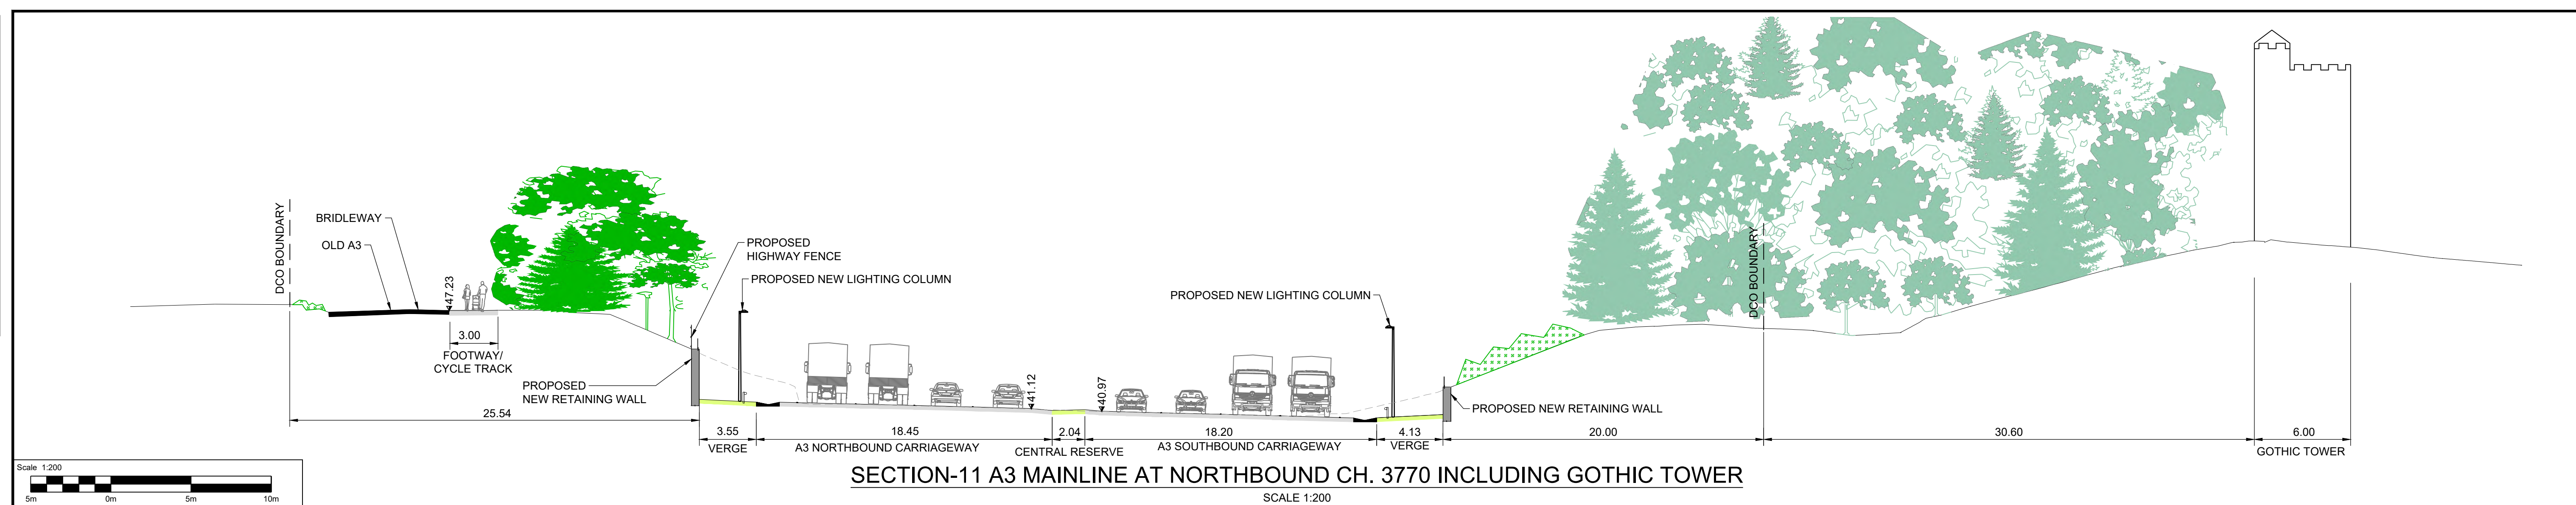 DCO BOUNDARY
BRIDLEWAY
OLD A3
47.23
3.00
FOOTWAY/
CYCLE TRACK
PROPOSED
HIGHWAY FENCE
PROPOSED NEW LIGHTING COLUMN
PROPOSED
NEW RETAINING WALL
41.12
40.97
PROPOSED NEW LIGHTING COLUMN
PROPOSED NEW RETAINING WALL
DCO BOUNDARY
25.54
3.55
VERGE
18.45
A3 NORTHBOUND CARRIAGEWAY
2.04
CENTRAL RESERVE
18.20
A3 SOUTHBOUND CARRIAGEWAY
4.13
VERGE
20.00
30.60
6.00
GOTHIC TOWER
SECTION-11 A3 MAINLINE AT NORTHBOUND CH. 3770 INCLUDING GOTHIC TOWER
SCALE 1:200
Scale 1:200
5m 0m 5m 10m